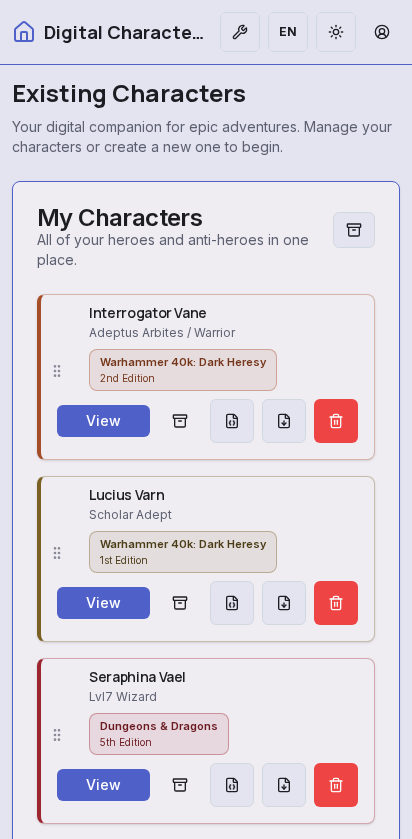 Digital Characte...
EN
Existing Characters
Your digital companion for epic adventures. Manage your
characters or create a new one to begin.
My Characters
All of your heroes and anti-heroes in one
place.
Interrogator Vane
Adeptus Arbites / Warrior
Warhammer 40k: Dark Heresy
2nd Edition
View
Lucius Varn
Scholar Adept
Warhammer 40k: Dark Heresy
1st Edition
View
Seraphina Vael
Lvl7 Wizard
Dungeons & Dragons
5th Edition
View